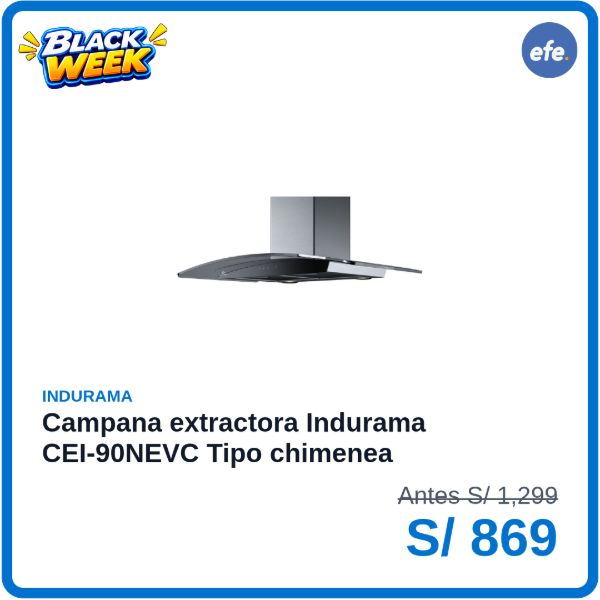 BLACK
WEEK
efe.
INDURAMA
Campana extractora Indurama
CEI-90NEVC Tipo chimenea
Antes S/ 1,299
S/ 869